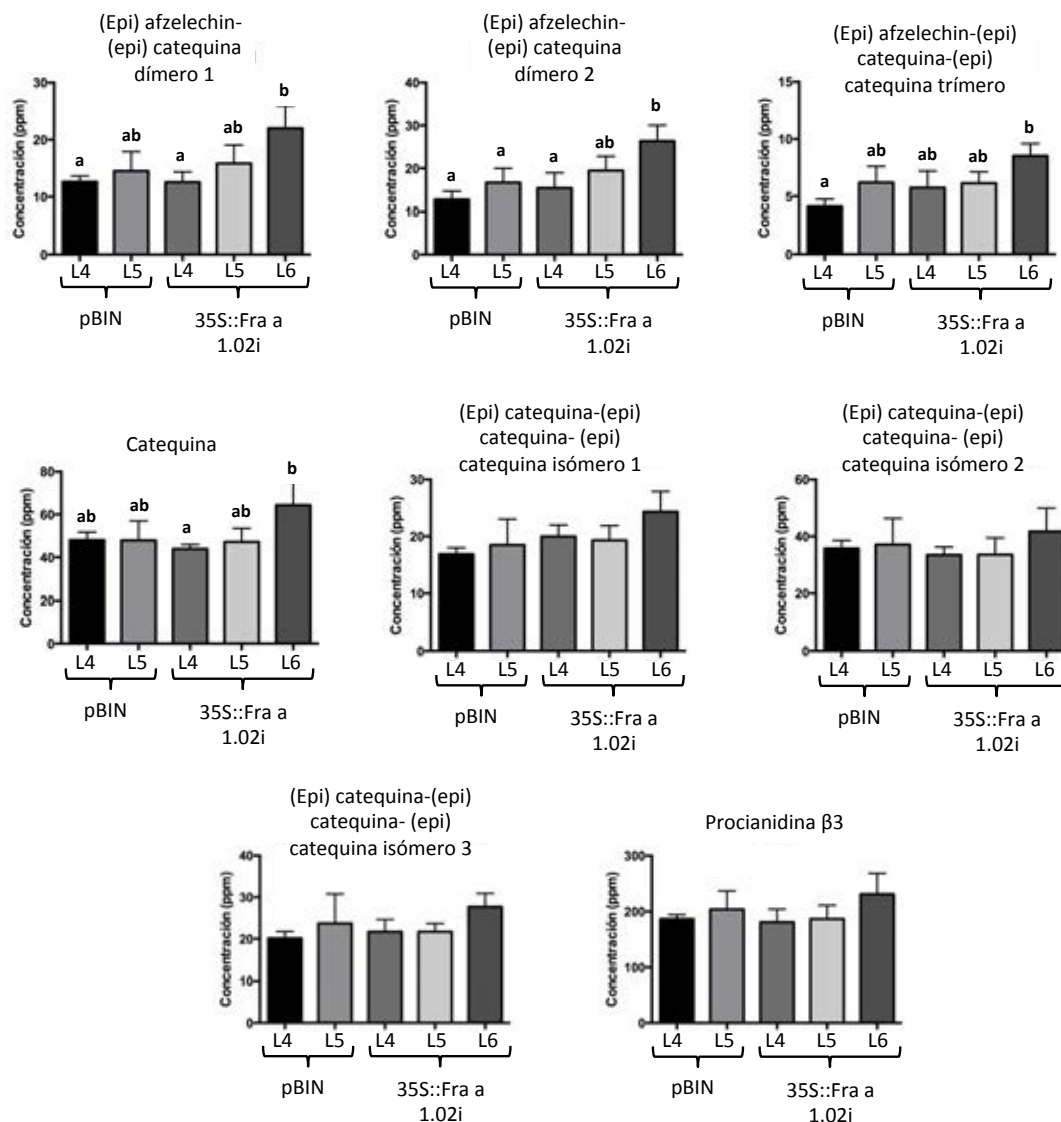 (Epi) afzelechin-
(epi) catequina
dímero 1
Concentración (ppm)
30
20
10
0
a
ab
a
ab
b
L4 L5 L4 L5 L6
pBIN
35S::Fra a
1.02i
(Epi) afzelechin-
(epi) catequina
dímero 2
Concentración (ppm)
40
30
20
10
0
a
a
a
ab
b
L4 L5 L4 L5 L6
pBIN
35S::Fra a
1.02i
(Epi) afzelechin-(epi)
catequina-(epi)
catequina trímero
Concentración (ppm)
15
10
5
0
a
ab
ab
ab
b
L4 L5 L4 L5 L6
pBIN
35S::Fra a
1.02i
Catequina
Concentración (ppm)
80
60
40
20
0
ab
ab
a
ab
b
L4 L5 L4 L5 L6
pBIN
35S::Fra a
1.02i
(Epi) catequina-(epi)
catequina- (epi)
catequina isómero 1
Concentración (ppm)
30
20
10
0
L4 L5 L4 L5 L6
pBIN
35S::Fra a
1.02i
(Epi) catequina-(epi)
catequina- (epi)
catequina isómero 2
Concentración (ppm)
60
40
20
0
L4 L5 L4 L5 L6
pBIN
35S::Fra a
1.02i
(Epi) catequina-(epi)
catequina- (epi)
catequina isómero 3
Concentración (ppm)
40
30
20
10
0
L4 L5 L4 L5 L6
pBIN
35S::Fra a
1.02i
Procianidina β3
Concentración (ppm)
300
200
100
0
L4 L5 L4 L5 L6
pBIN
35S::Fra a
1.02i